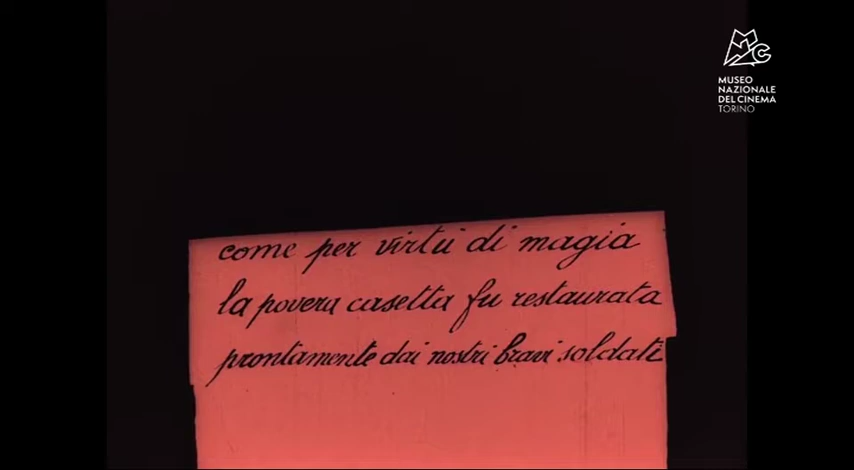 MUSEO
NAZIONALE
DEL CINEMA
TORINO
come per virtù di magia
la povera casetta fu restaurata
prontamente dai nostri bravi soldati